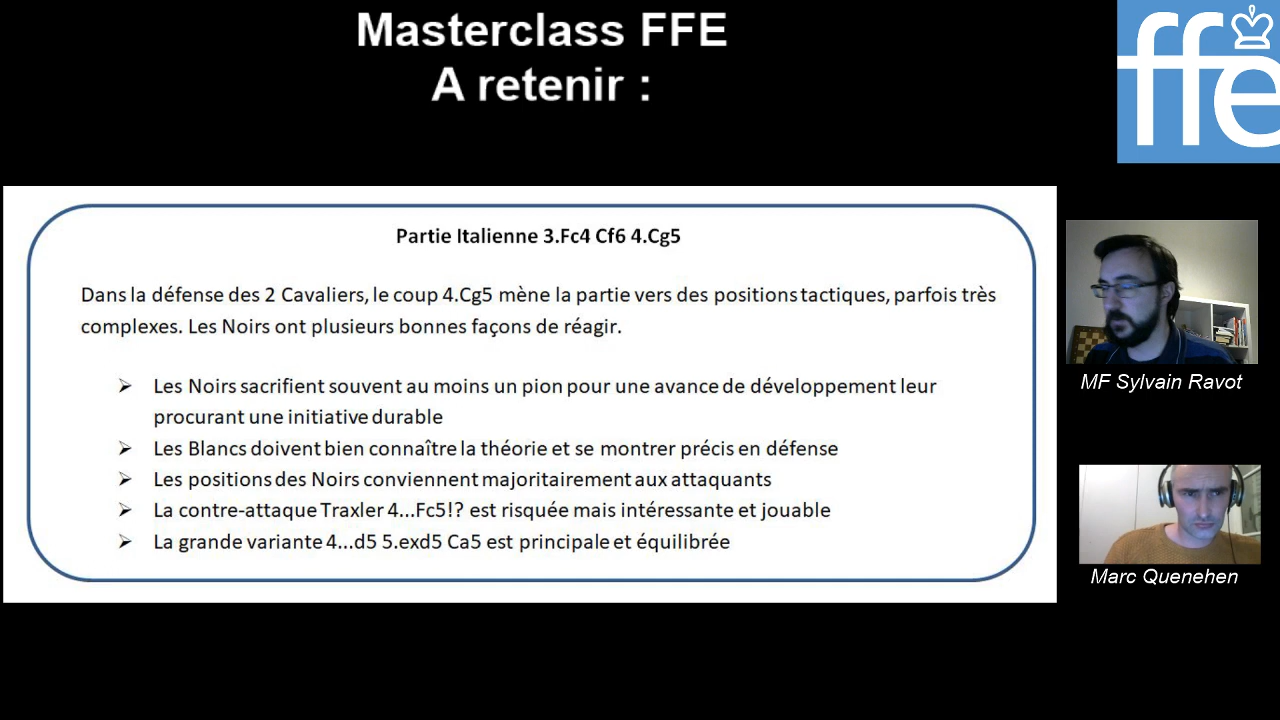 Masterclass FFE
A retenir :
ffe
Partie Italienne 3.Fc4 Cf6 4.Cg5
Dans la défense des 2 Cavaliers, le coup 4.Cg5 mène la partie vers des positions tactiques, parfois très
complexes. Les Noirs ont plusieurs bonnes façons de réagir.
➢ Les Noirs sacrifient souvent au moins un pion pour une avance de développement leur
procurant une initiative durable
➢ Les Blancs doivent bien connaître la théorie et se montrer précis en défense
➢ Les positions des Noirs conviennent majoritairement aux attaquants
➢ La contre-attaque Traxler 4...Fc5!? est risquée mais intéressante et jouable
➢ La grande variante 4...d5 5.exd5 Ca5 est principale et équilibrée
MF Sylvain Ravot
Marc Quenehen